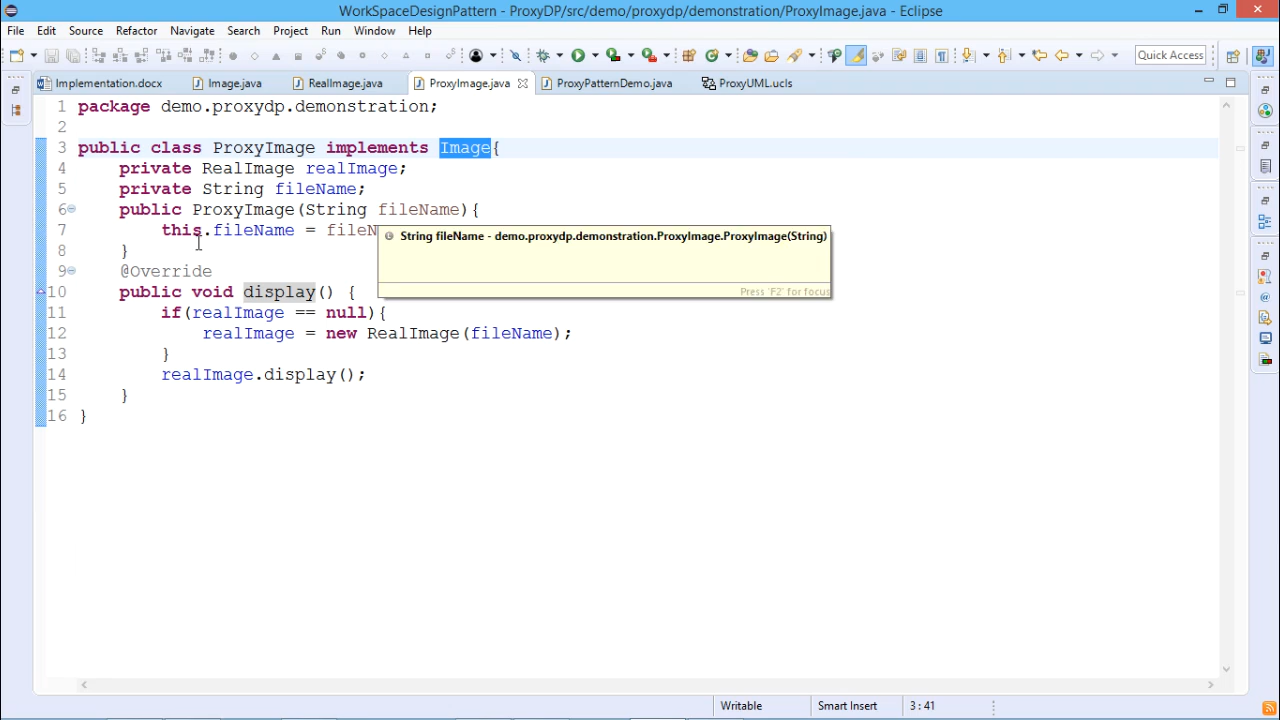 WorkSpaceDesignPattern - ProxyDP/src/demo/proxydp/demonstration/ProxyImage.java - Eclipse
File Edit Source Refactor Navigate Search Project Run Window Help
Quick Access
Implementation.docx Image.java RealImage.java ProxyImage.java ProxyPatternDemo.java ProxyUML.ucls
1 package demo.proxydp.demonstration;
2
3 public class ProxyImage implements Image{
4 private RealImage realImage;
5 private String fileName;
6 public ProxyImage(String fileName){
7 this.fileName = fileN
String fileName - demo.proxydp.demonstration.ProxyImage.ProxyImage(String)
8 }
9 @Override
Press 'F2' for focus
10 public void display() {
11 if(realImage == null){
12 realImage = new RealImage(fileName);
13 }
14 realImage.display();
15 }
16 }
Writable Smart Insert 3 : 41